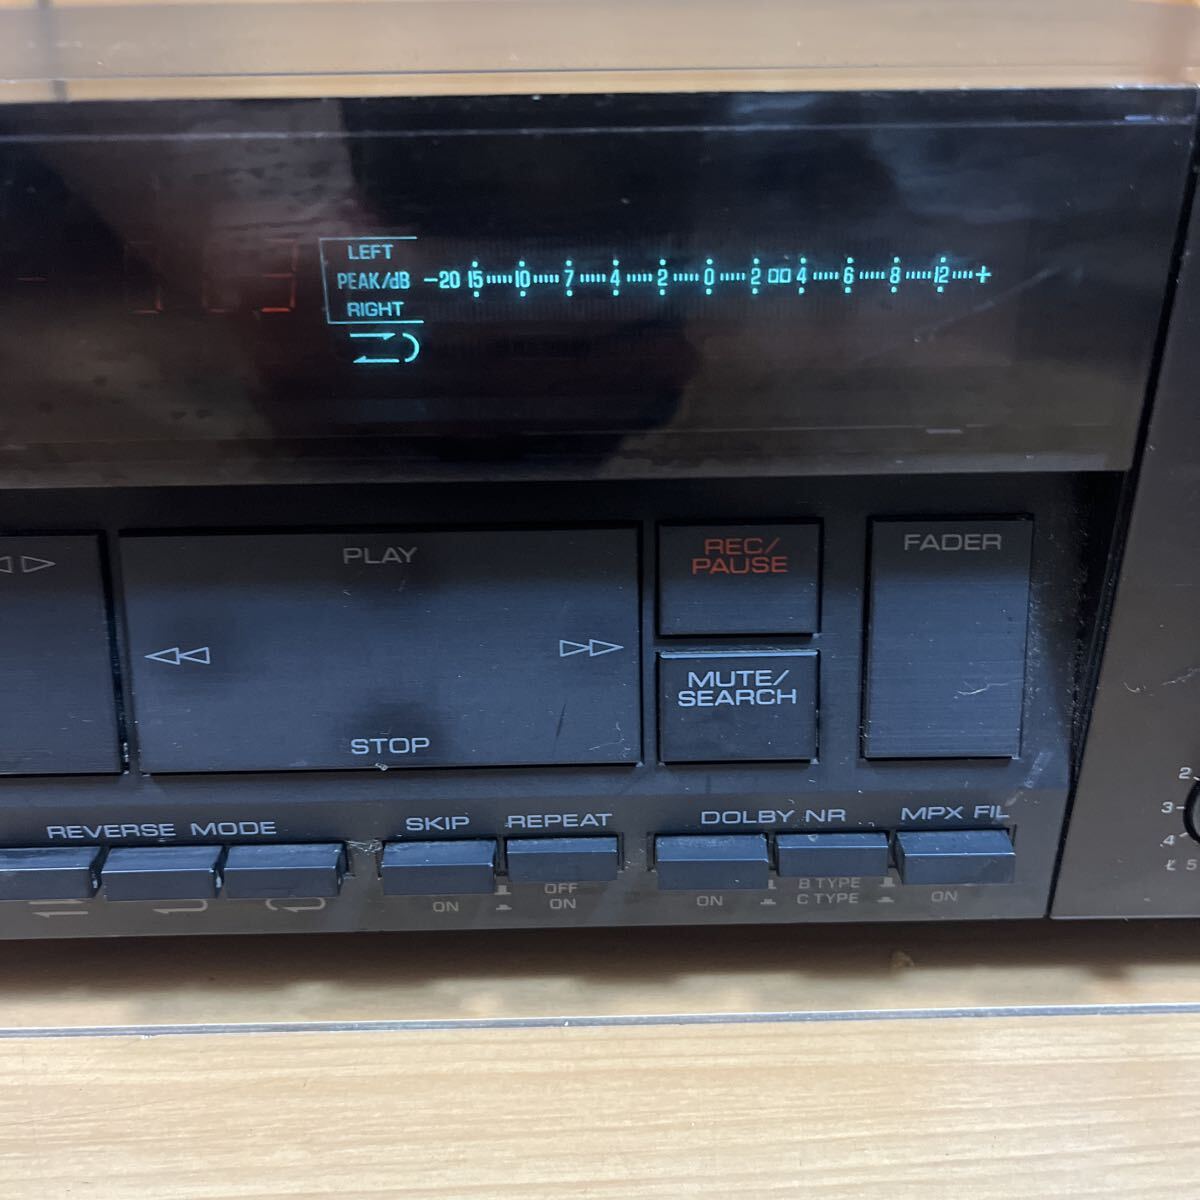 LEFT
PEAK/dB -20 15 10 7 4 2 0 2 4 6 8 12 +
RIGHT
PLAY
REC/
PAUSE
FADER
MUTE/
SEARCH
STOP
REVERSE MODE
SKIP
REPEAT
DOLBY NR
MPX FIL
ON
OFF
ON
ON
B TYPE
C TYPE
ON
2
3
4
5